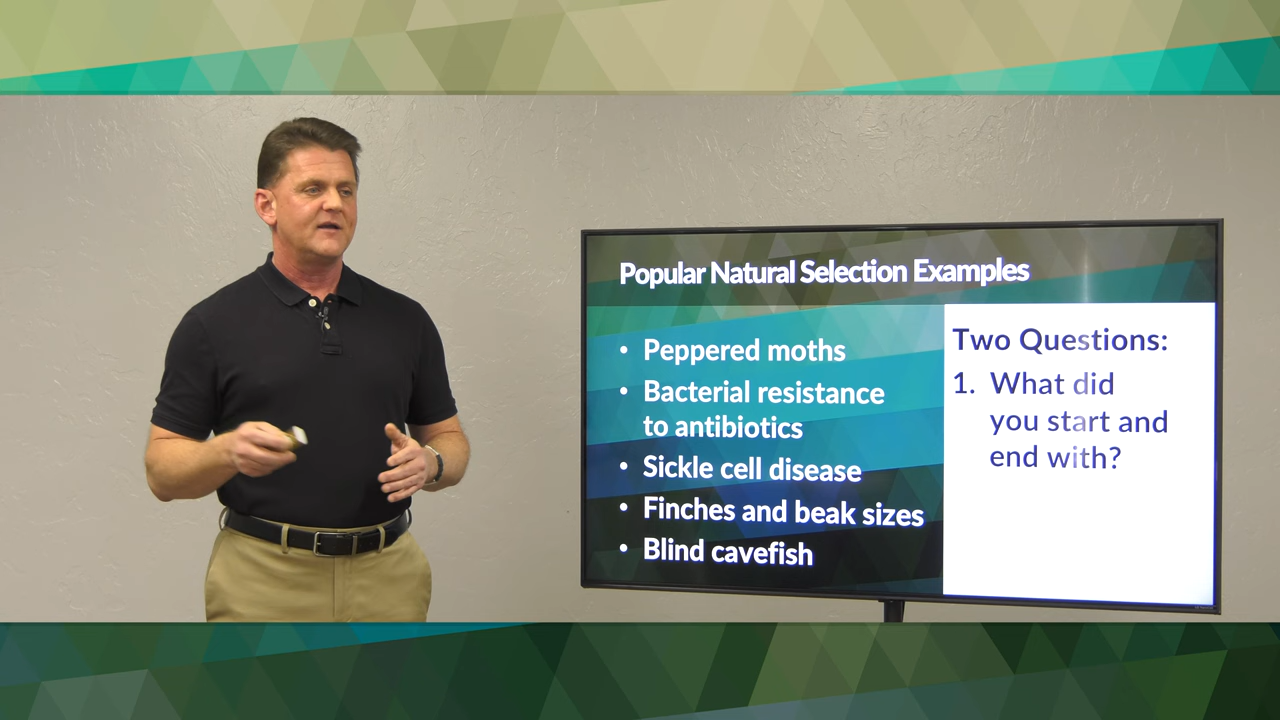 Popular Natural Selection Examples
• Peppered moths
• Bacterial resistance
to antibiotics
• Sickle cell disease
• Finches and beak sizes
• Blind cavefish
Two Questions:
1. What did
you start and
end with?